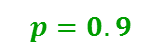 p = 0.9